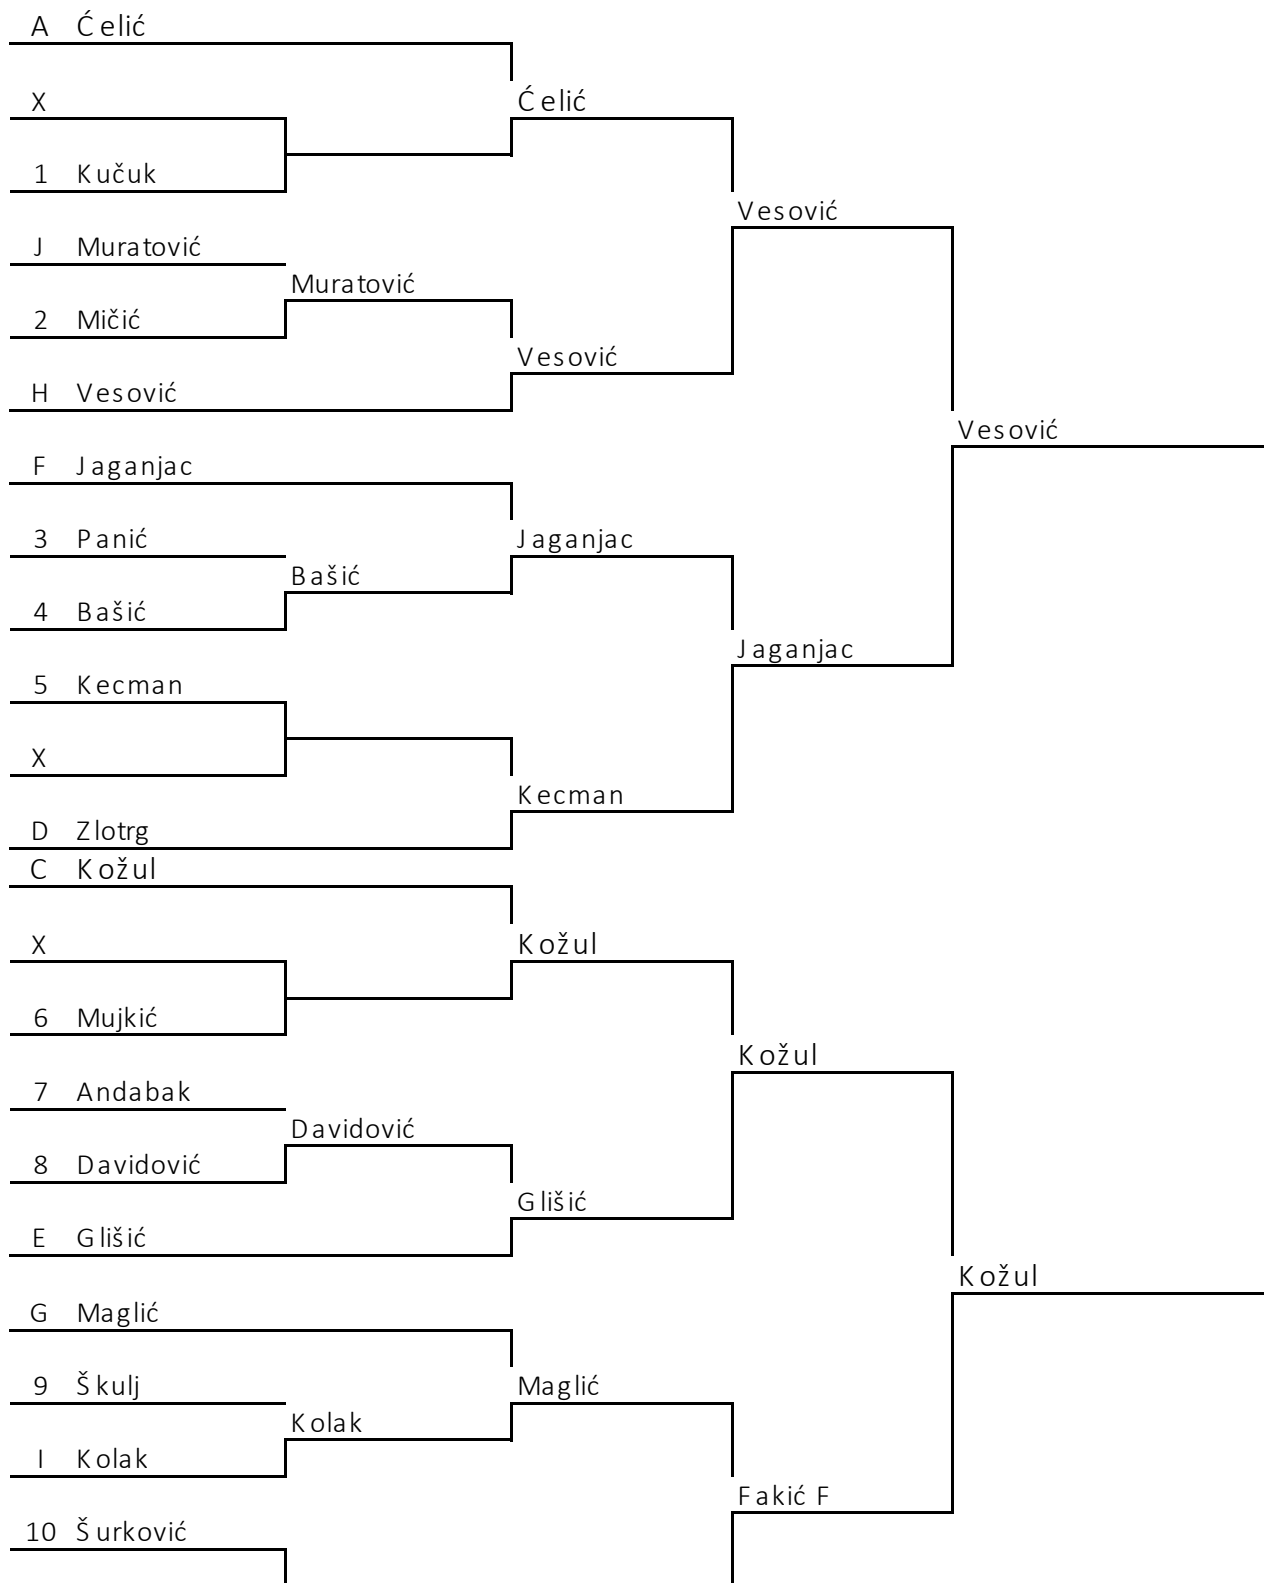 A Ćelić
X
Ćelić
1 Kučuk
Vesović
J Muratović
Muratović
2 Mičić
Vesović
H Vesović
Vesović
F Jaganjac
3 Panić
Jaganjac
Bašić
4 Bašić
Jaganjac
5 Kecman
X
Kecman
D Zlotrg
C Kožul
X
Kožul
6 Mujkić
Kožul
7 Andabak
Davidović
8 Davidović
Glišić
E Glišić
Kožul
G Maglić
9 Škulj
Maglić
Kolak
I Kolak
Fakić F
10 Šurković